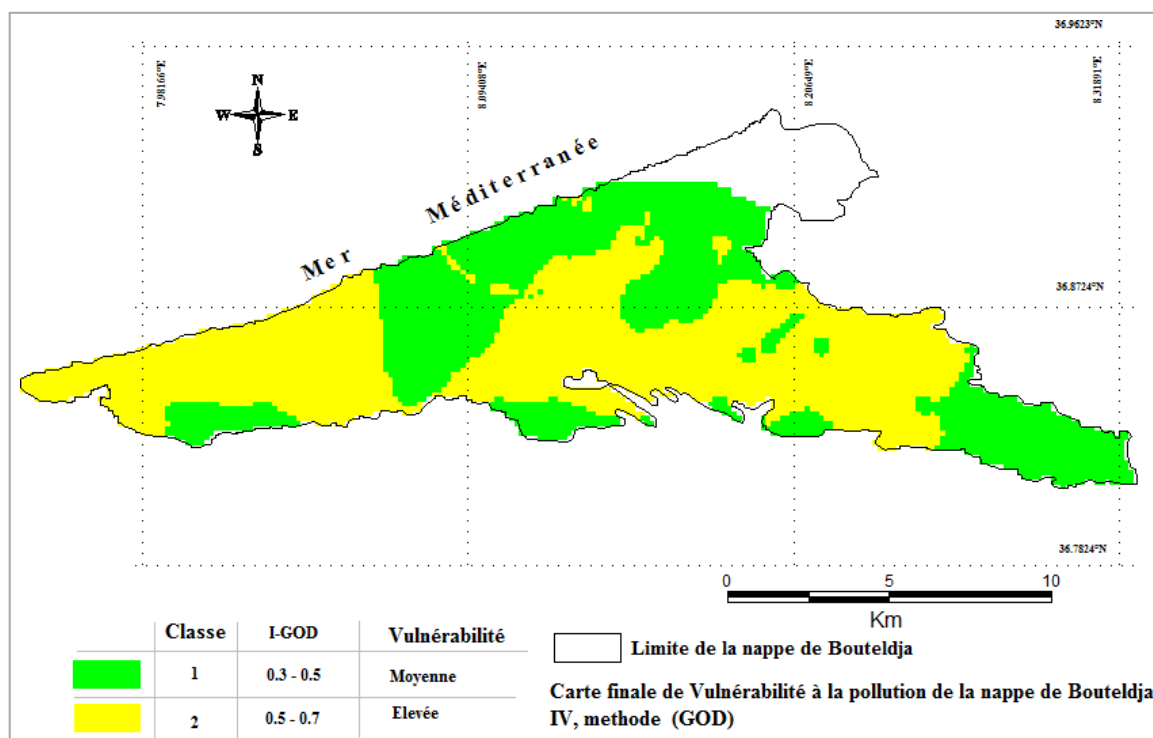 36.9623°N
7.98166°E
8.09408°E
8.20649°E
8.31891°E
N
W E
S
Mer Méditerranée
36.8724°N
36.7824°N
0 5 10
Km
Classe I-GOD Vulnérabilité
1 0.3 - 0.5 Moyenne
2 0.5 - 0.7 Elevée
Limite de la nappe de Bouteldja
Carte finale de Vulnérabilité à la pollution de la nappe de Bouteldja
IV, methode (GOD)